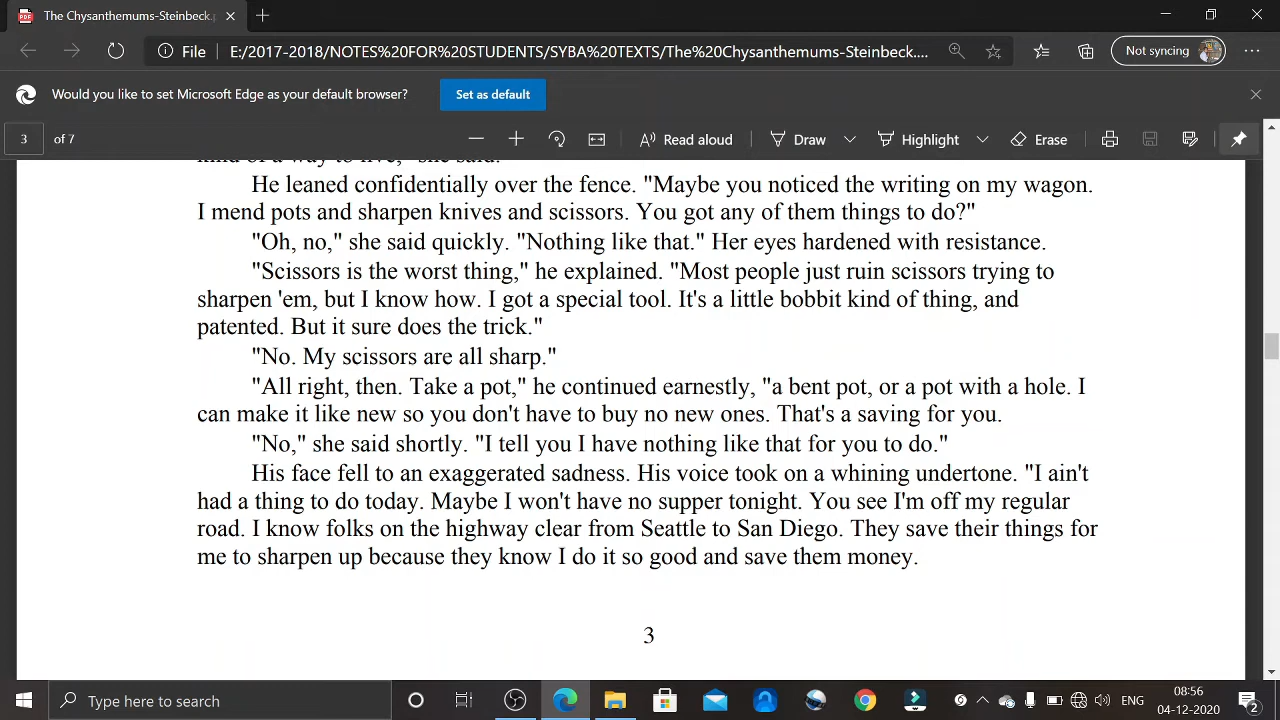 The Chysanthemums-Steinbeck.
File
E:/2017-2018/NOTES%20FOR%20STUDENTS/SYBA%20TEXTS/The%20Chysanthemums-Steinbeck....
Not syncing
Would you like to set Microsoft Edge as your default browser?
Set as default
3 of 7
Read aloud
Draw
Highlight
Erase
kind of a way to live," she said.
He leaned confidentially over the fence. "Maybe you noticed the writing on my wagon.
I mend pots and sharpen knives and scissors. You got any of them things to do?"
"Oh, no," she said quickly. "Nothing like that." Her eyes hardened with resistance.
"Scissors is the worst thing," he explained. "Most people just ruin scissors trying to
sharpen 'em, but I know how. I got a special tool. It's a little bobbit kind of thing, and
patented. But it sure does the trick."
"No. My scissors are all sharp."
"All right, then. Take a pot," he continued earnestly, "a bent pot, or a pot with a hole. I
can make it like new so you don't have to buy no new ones. That's a saving for you.
"No," she said shortly. "I tell you I have nothing like that for you to do."
His face fell to an exaggerated sadness. His voice took on a whining undertone. "I ain't
had a thing to do today. Maybe I won't have no supper tonight. You see I'm off my regular
road. I know folks on the highway clear from Seattle to San Diego. They save their things for
me to sharpen up because they know I do it so good and save them money.
3
Type here to search
ENG
08:56
04-12-2020
2